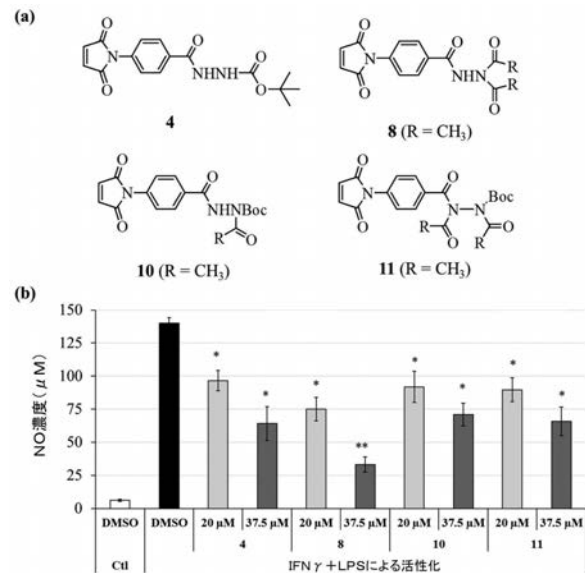 (a)
O
N
O
O
NHNH
O
O
4
O
N
O
O
NHN
R
O
O
R
8 (R = CH₃)
O
N
O
O
NHNBoc
O
R
10 (R = CH₃)
O
N
O
O
N
N
Boc
R
O
O
R
11 (R = CH₃)
(b)
NO濃度(μM)
150
125
100
75
50
25
0
* * * ** * * * *
DMSO DMSO 20 μM 37.5 μM 20 μM 37.5 μM 20 μM 37.5 μM 20 μM 37.5 μM
4 8 10 11
Ctl IFNγ+LPSによる活性化